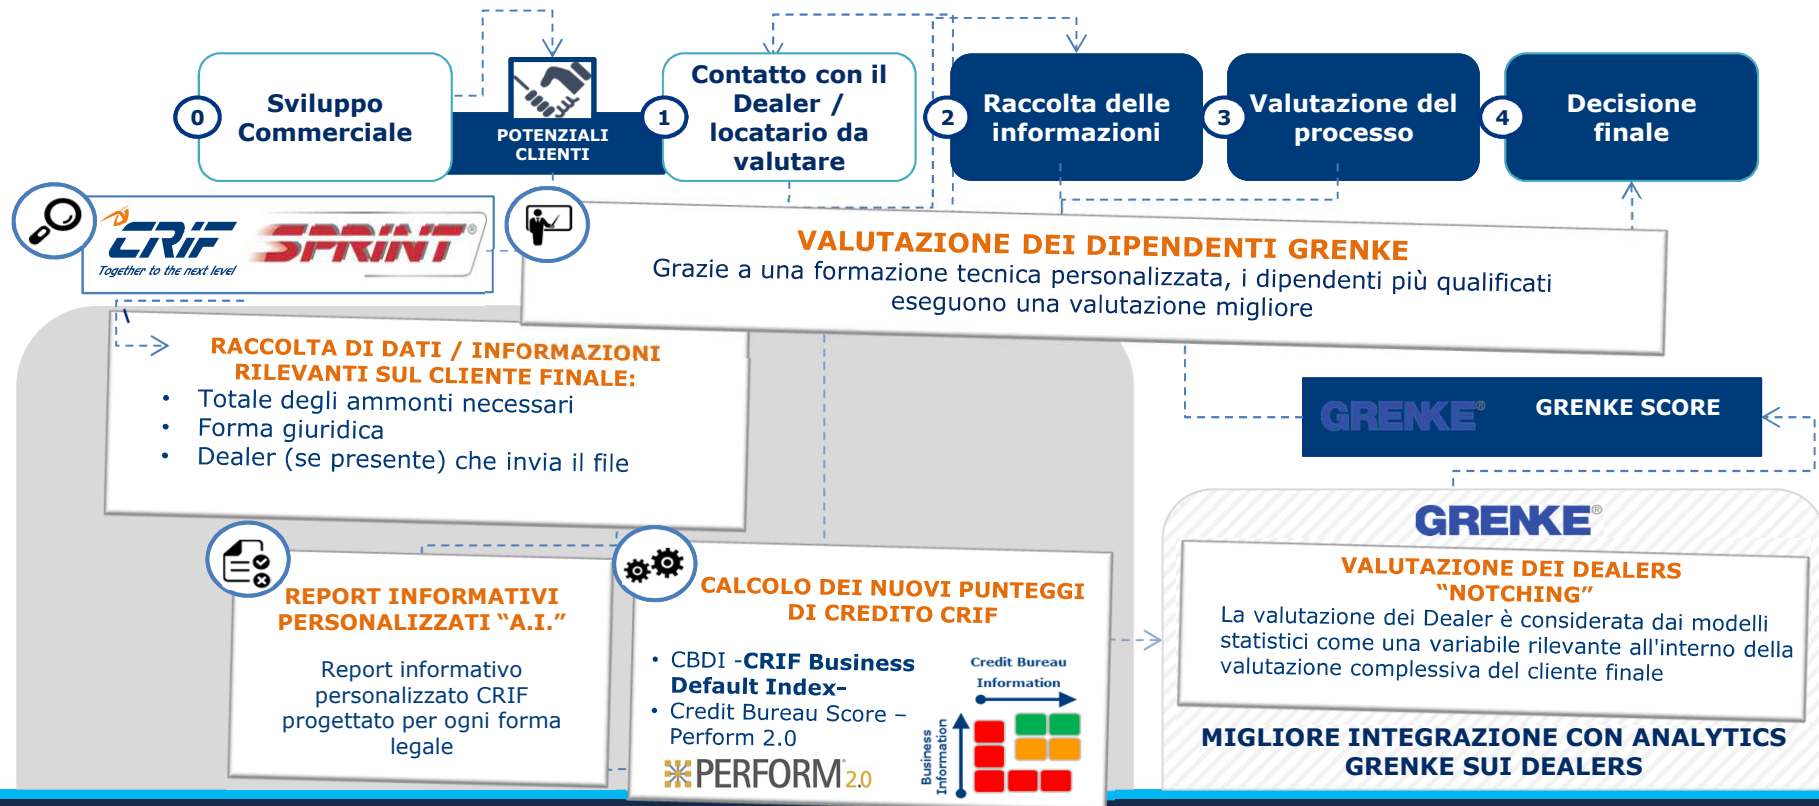 0
Sviluppo
Commerciale
POTENZIALI
CLIENTI
1
Contatto con il
Dealer /
locatario da
valutare
2
Raccolta delle
informazioni
3
Valutazione del
processo
4
Decisione
finale
CRIF
Together to the next level
SPRINT®
VALUTAZIONE DEI DIPENDENTI GRENKE
Grazie a una formazione tecnica personalizzata, i dipendenti più qualificati
eseguono una valutazione migliore
RACCOLTA DI DATI / INFORMAZIONI
RILEVANTI SUL CLIENTE FINALE:
• Totale degli ammonti necessari
• Forma giuridica
• Dealer (se presente) che invia il file
GRENKE®
GRENKE SCORE
REPORT INFORMATIVI
PERSONALIZZATI “A.I.”
Report informativo
personalizzato CRIF
progettato per ogni forma
legale
CALCOLO DEI NUOVI PUNTEGGI
DI CREDITO CRIF
• CBDI -CRIF Business
Default Index–
• Credit Bureau Score –
Perform 2.0
PERFORM 2.0
Credit Bureau
Information
Business
Information
GRENKE®
VALUTAZIONE DEI DEALERS
“NOTCHING”
La valutazione dei Dealer è considerata dai modelli
statistici come una variabile rilevante all'interno della
valutazione complessiva del cliente finale
MIGLIORE INTEGRAZIONE CON ANALYTICS
GRENKE SUI DEALERS